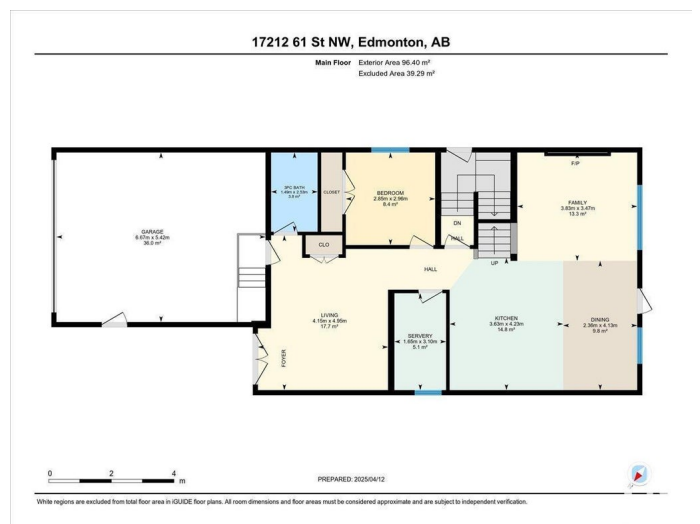 17212 61 St NW, Edmonton, AB
Main Floor Exterior Area 96.40 m²
Excluded Area 39.29 m²
F/P
3PC BATH
1.49m x 2.53m
3.8 m²
CLOSET
BEDROOM
2.85m x 2.98m
8.4 m²
FAMILY
3.83m x 3.47m
13.3 m²
GARAGE
6.57m x 5.42m
36.0 m²
DN
HALL
CLO
UP
HALL
LIVING
4.15m x 4.95m
17.7 m²
KITCHEN
3.63m x 4.23m
14.8 m²
DINING
2.36m x 4.13m
9.8 m²
SERVERY
1.65m x 3.10m
5.1 m²
FOYER
0 2 4 m
PREPARED: 2025/04/12
White regions are excluded from total floor area in iGUIDE floor plans. All room dimensions and floor areas must be considered approximate and are subject to independent verification.